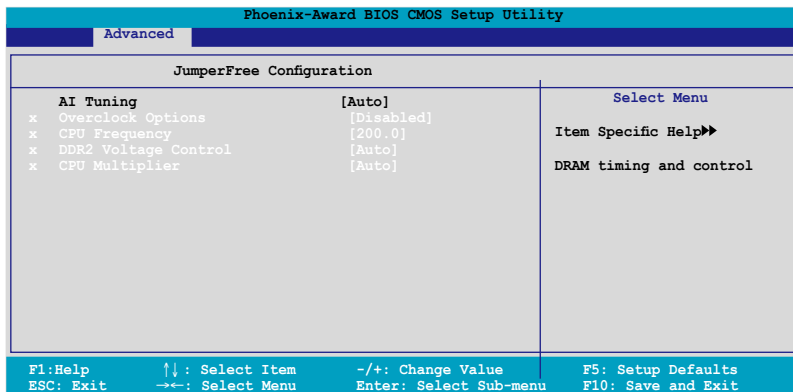 Phoenix-Award BIOS CMOS Setup Utility
Advanced
JumperFree Configuration
Select Menu
AI Tuning [Auto]
x Overclock Options [Disabled]
x CPU Frequency [200.0]
x DDR2 Voltage Control [Auto]
x CPU Multiplier [Auto]
Item Specific Help▶▶
DRAM timing and control
F1:Help ↑↓: Select Item -/+: Change Value F5: Setup Defaults
ESC: Exit →←: Select Menu Enter: Select Sub-menu F10: Save and Exit